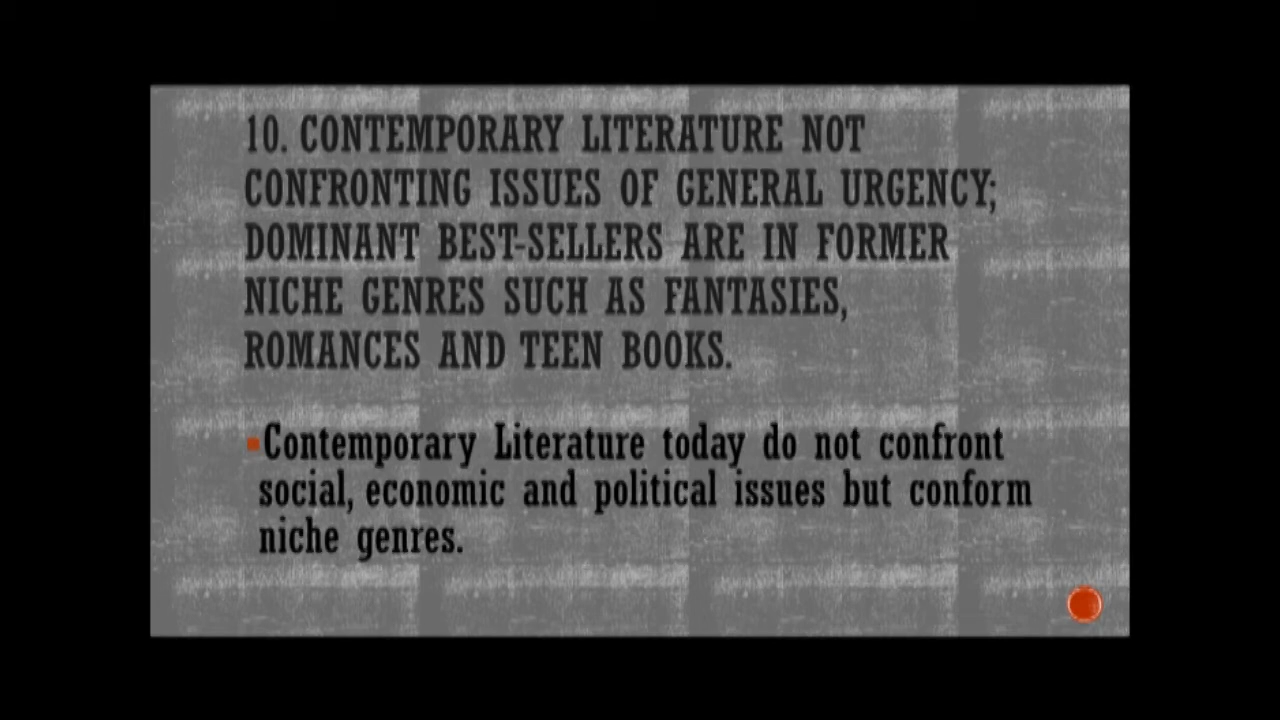 10. CONTEMPORARY LITERATURE NOT
CONFRONTING ISSUES OF GENERAL URGENCY;
DOMINANT BEST-SELLERS ARE IN FORMER
NICHE GENRES SUCH AS FANTASIES,
ROMANCES AND TEEN BOOKS.
Contemporary Literature today do not confront
social, economic and political issues but conform
niche genres.